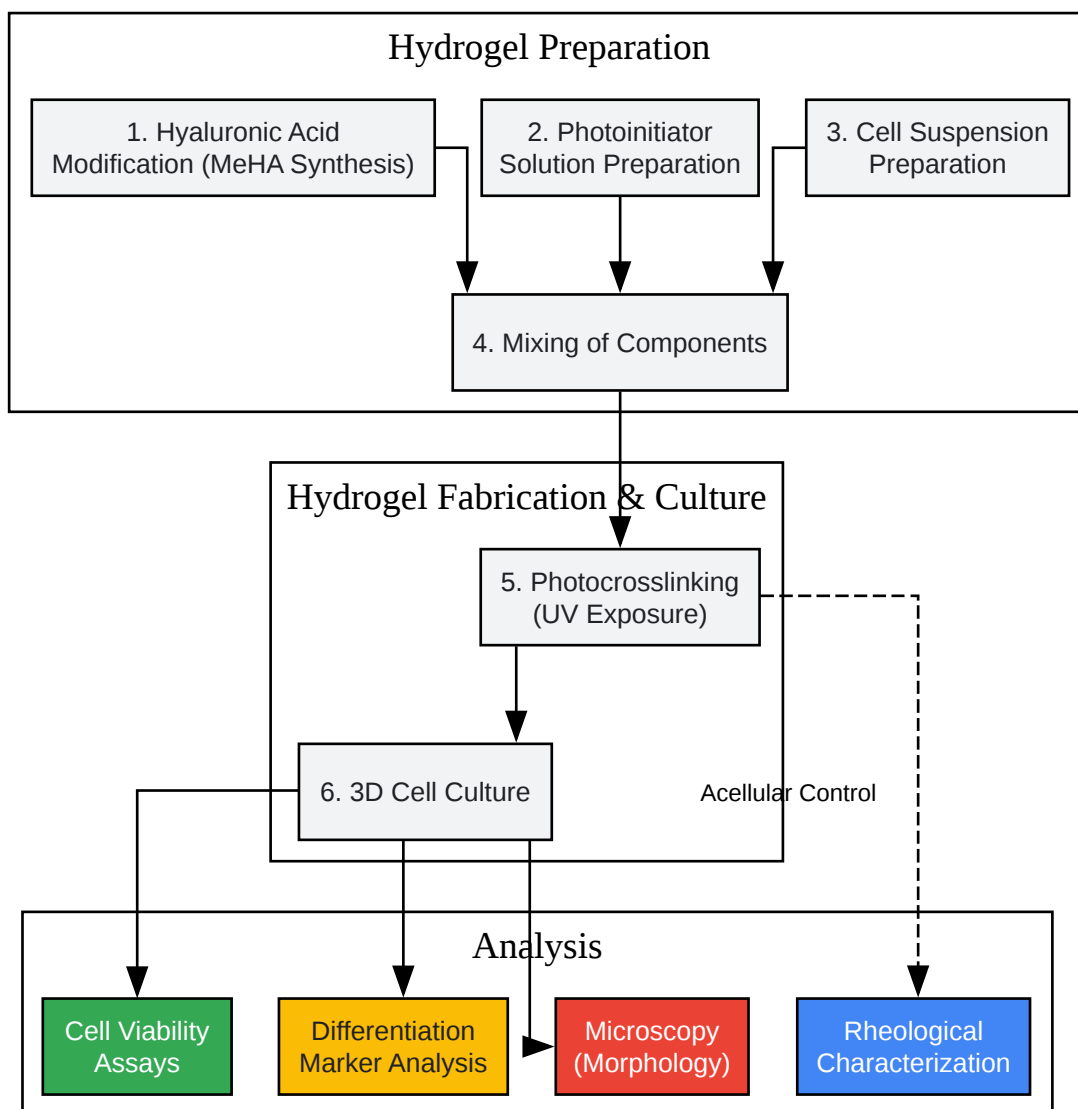 Hydrogel Preparation
1. Hyaluronic Acid
Modification (MeHA Synthesis)
2. Photoinitiator
Solution Preparation
3. Cell Suspension
Preparation
4. Mixing of Components
Hydrogel Fabrication & Culture
5. Photocrosslinking
(UV Exposure)
6. 3D Cell Culture
Acellular Control
Analysis
Cell Viability
Assays
Differentiation
Marker Analysis
Microscopy
(Morphology)
Rheological
Characterization